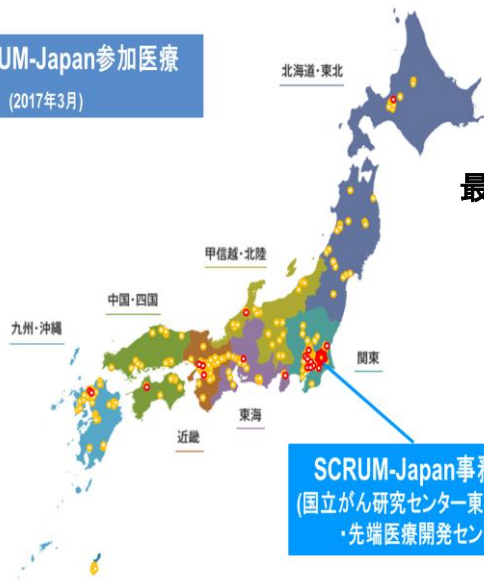 UM-Japan参加医療
(2017年3月)
北海道・東北
最
甲信越・北陸
中国・四国
九州・沖縄
関東
東海
近畿
SCRUM-Japan事務
(国立がん研究センター東
・先端医療開発セン